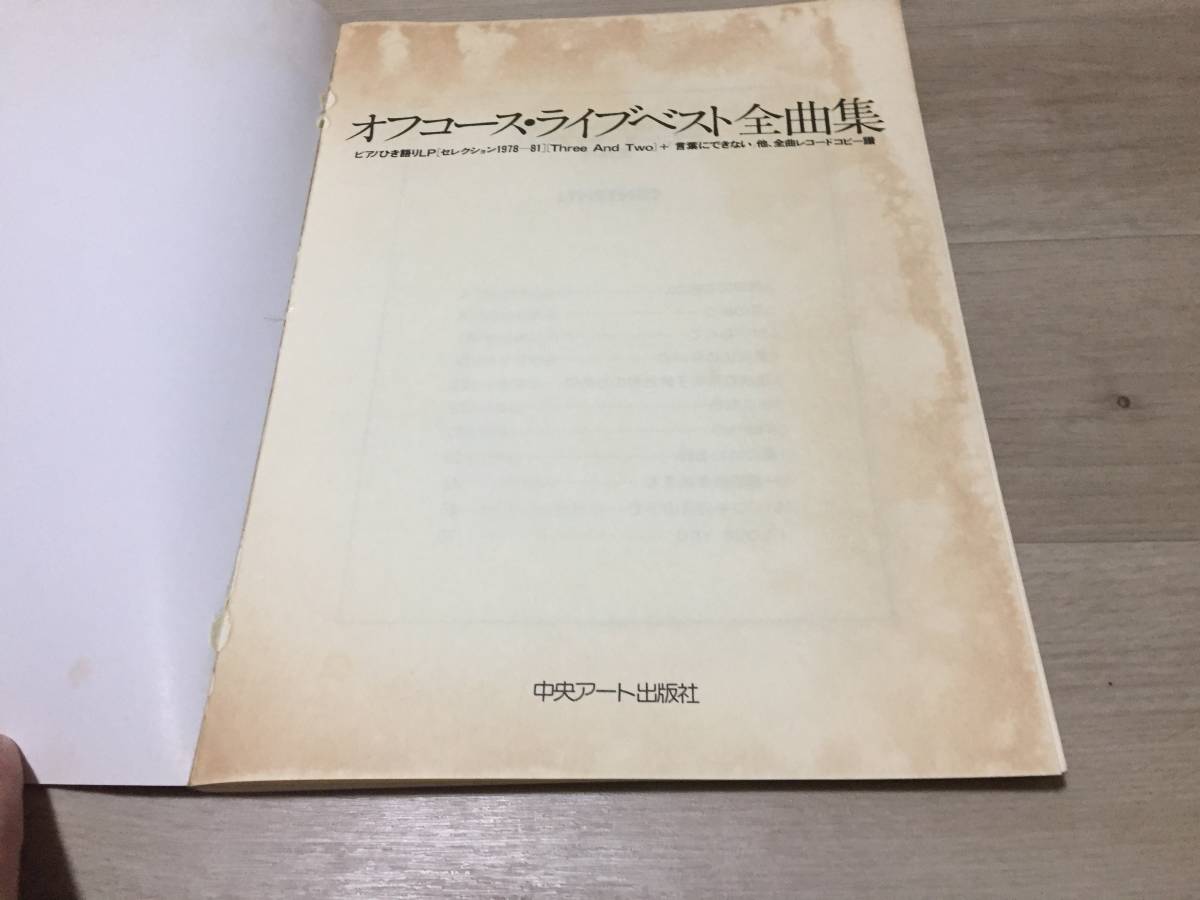 オフコース・ライブベスト全曲集
ピアノひき語りLP[セレクション1978—81][Three And Two]+ 言葉にできない 他、全曲レコードコピー譜
中央アート出版社